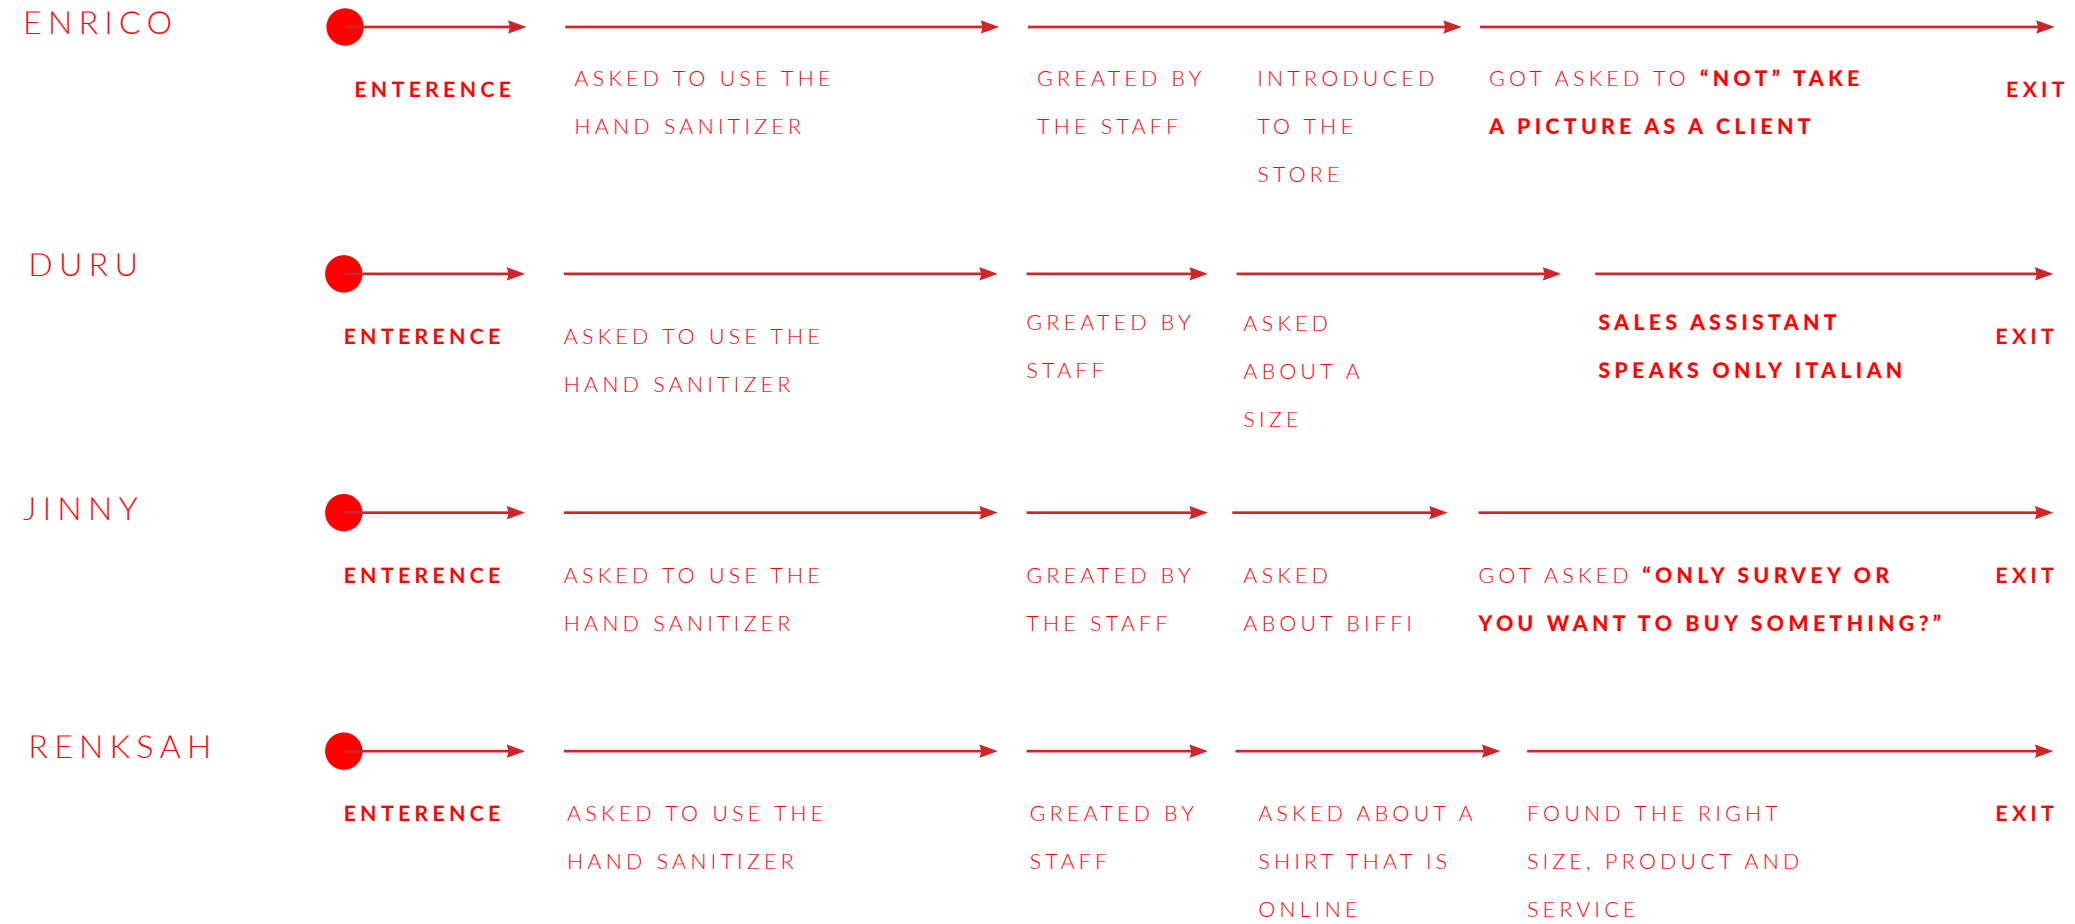 ENRICO
ENTERENCE
ASKED TO USE THE
HAND SANITIZER
GREATED BY
THE STAFF
INTRODUCED
TO THE
STORE
GOT ASKED TO “NOT” TAKE
A PICTURE AS A CLIENT
EXIT
DURU
ENTERENCE
ASKED TO USE THE
HAND SANITIZER
GREATED BY
STAFF
ASKED
ABOUT A
SIZE
SALES ASSISTANT
SPEAKS ONLY ITALIAN
EXIT
JINNY
ENTERENCE
ASKED TO USE THE
HAND SANITIZER
GREATED BY
THE STAFF
ASKED
ABOUT BIFFI
GOT ASKED “ONLY SURVEY OR
YOU WANT TO BUY SOMETHING?”
EXIT
RENKSAH
ENTERENCE
ASKED TO USE THE
HAND SANITIZER
GREATED BY
STAFF
ASKED ABOUT A
SHIRT THAT IS
ONLINE
FOUND THE RIGHT
SIZE, PRODUCT AND
SERVICE
EXIT